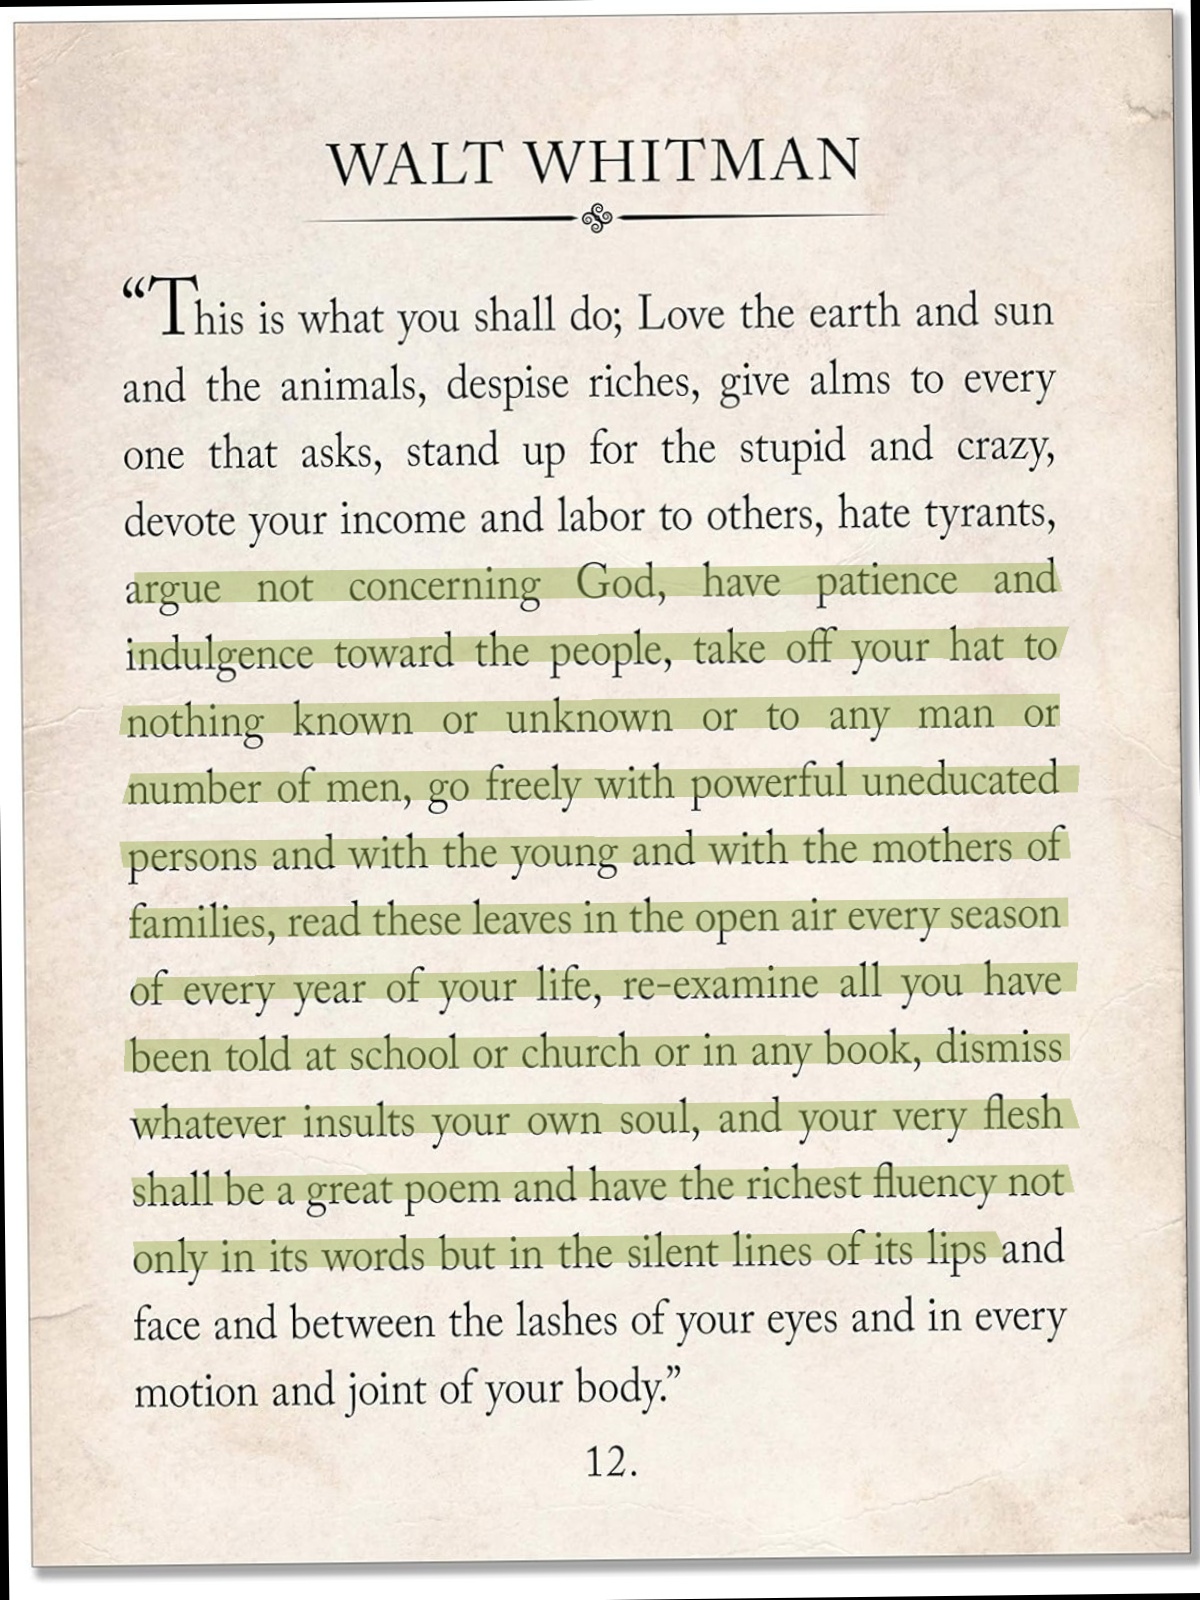 WALT WHITMAN
“This is what you shall do; Love the earth and sun
and the animals, despise riches, give alms to every
one that asks, stand up for the stupid and crazy,
devote your income and labor to others, hate tyrants,
argue not concerning God, have patience and
indulgence toward the people, take off your hat to
nothing known or unknown or to any man or
number of men, go freely with powerful uneducated
persons and with the young and with the mothers of
families, read these leaves in the open air every season
of every year of your life, re-examine all you have
been told at school or church or in any book, dismiss
whatever insults your own soul, and your very flesh
shall be a great poem and have the richest fluency not
only in its words but in the silent lines of its lips and
face and between the lashes of your eyes and in every
motion and joint of your body.”
12.